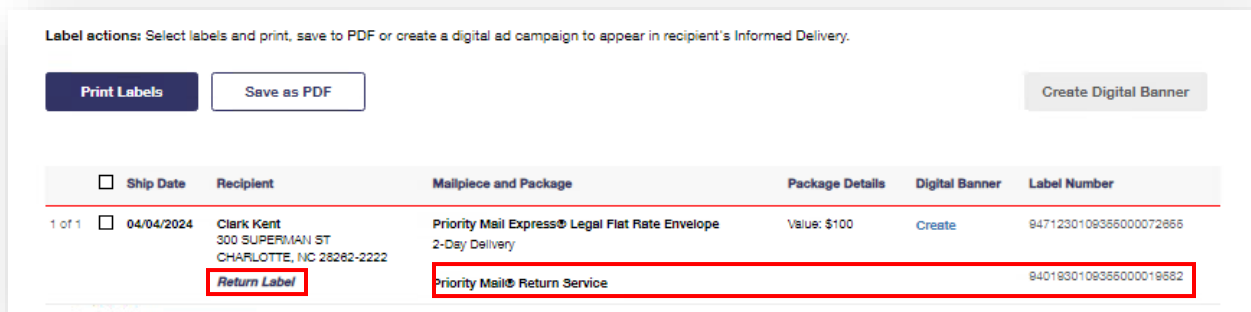 Label actions: Select labels and print, save to PDF or create a digital ad campaign to appear in recipient's Informed Delivery.
Print Labels Save as PDF Create Digital Banner
Ship Date Recipient Mailpiece and Package Package Details Digital Banner Label Number
1 of 1 04/04/2024 Clark Kent Priority Mail Express® Legal Flat Rate Envelope Value: $100 Create 9471230109355000072655
300 SUPERMAN ST 2-Day Delivery
CHARLOTTE, NC 28262-2222
Return Label Priority Mail® Return Service 9401930109355000019582